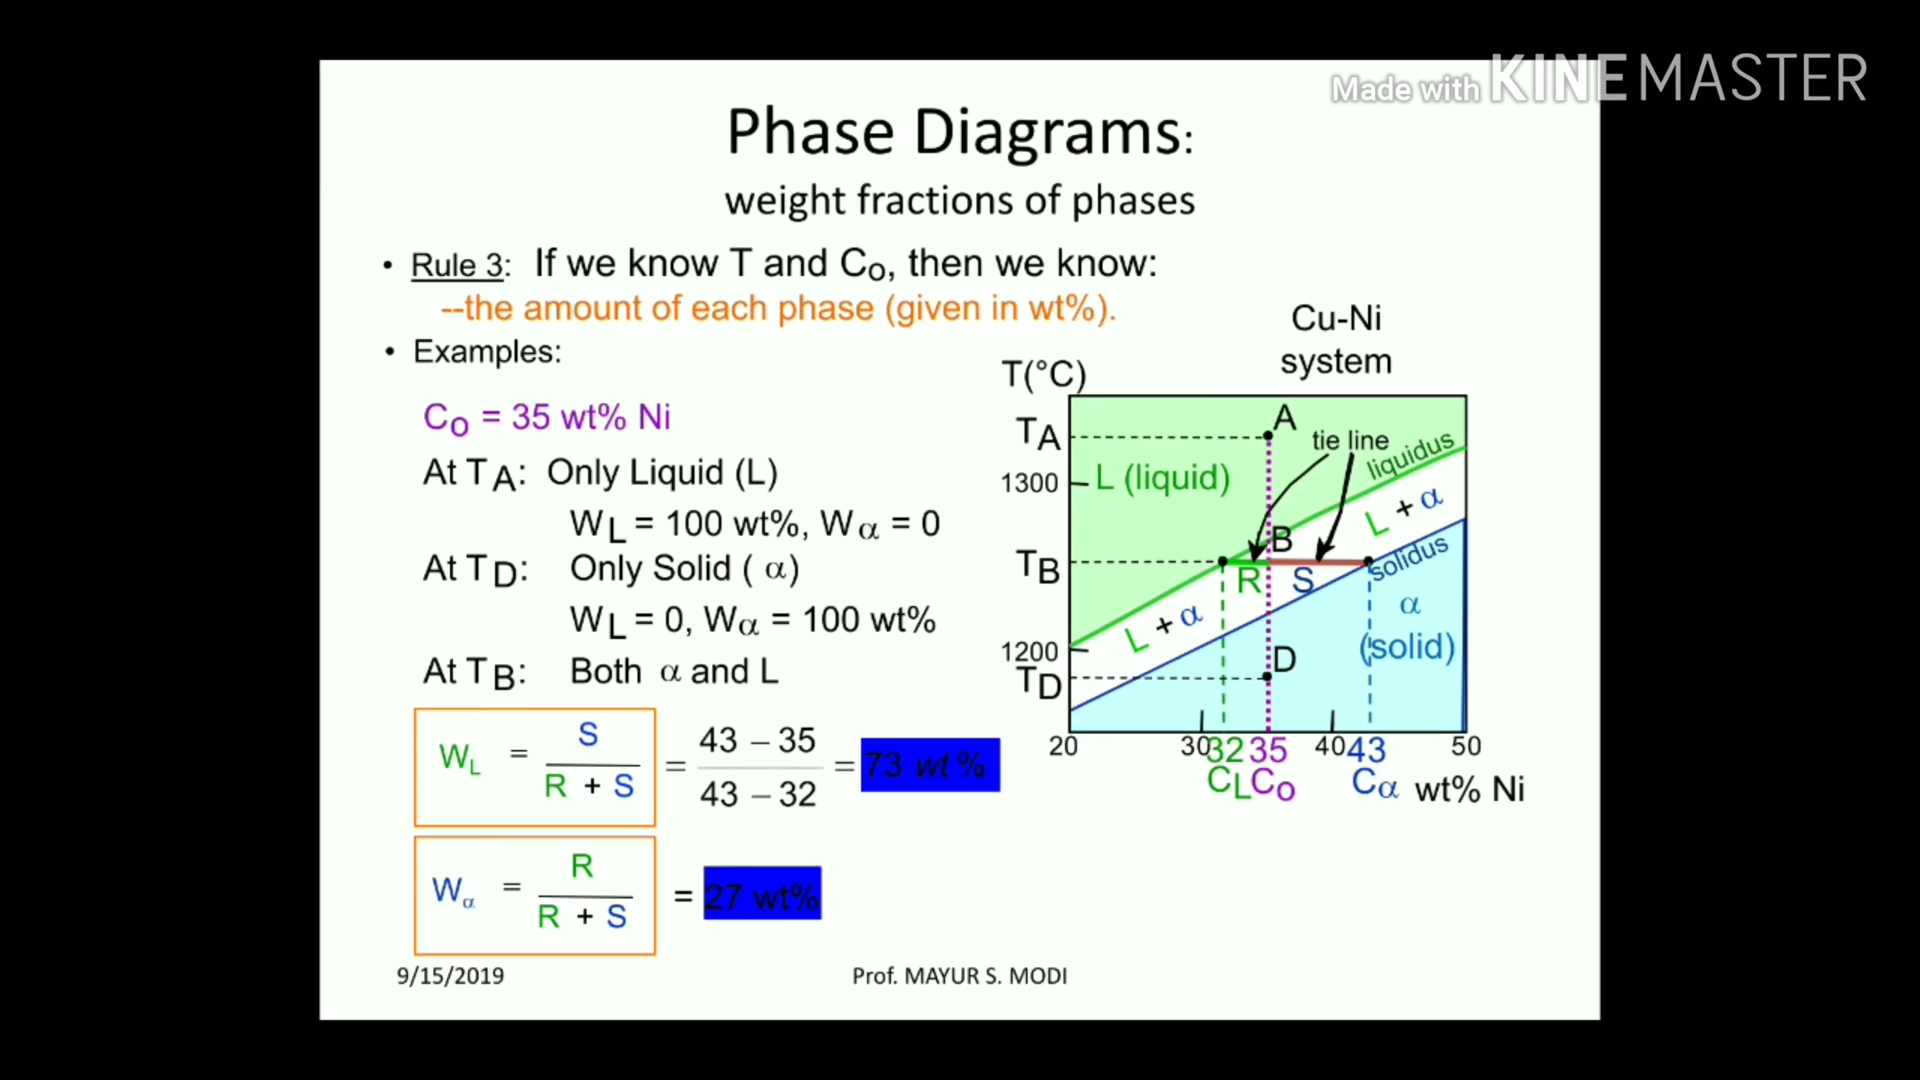 Made with KINEMASTER
Phase Diagrams:
weight fractions of phases
• Rule 3: If we know T and Co, then we know:
--the amount of each phase (given in wt%).
• Examples:
Co = 35 wt% Ni
At TA: Only Liquid (L)
WL = 100 wt%, Wα = 0
At TD: Only Solid ( α)
WL = 0, Wα = 100 wt%
At TB: Both α and L
WL = S / R + S = 43 – 35 / 43 – 32 = 73 wt %
Wα = R / R + S = 27 wt%
Cu-Ni
system
T(°C)
TA
A
tie line
liquidus
1300
L (liquid)
L + α
B
TB
R
S
solidus
L + α
α
(solid)
1200
TD
D
20 30 32 35 40 43 50
CL Co Cα wt% Ni
9/15/2019
Prof. MAYUR S. MODI